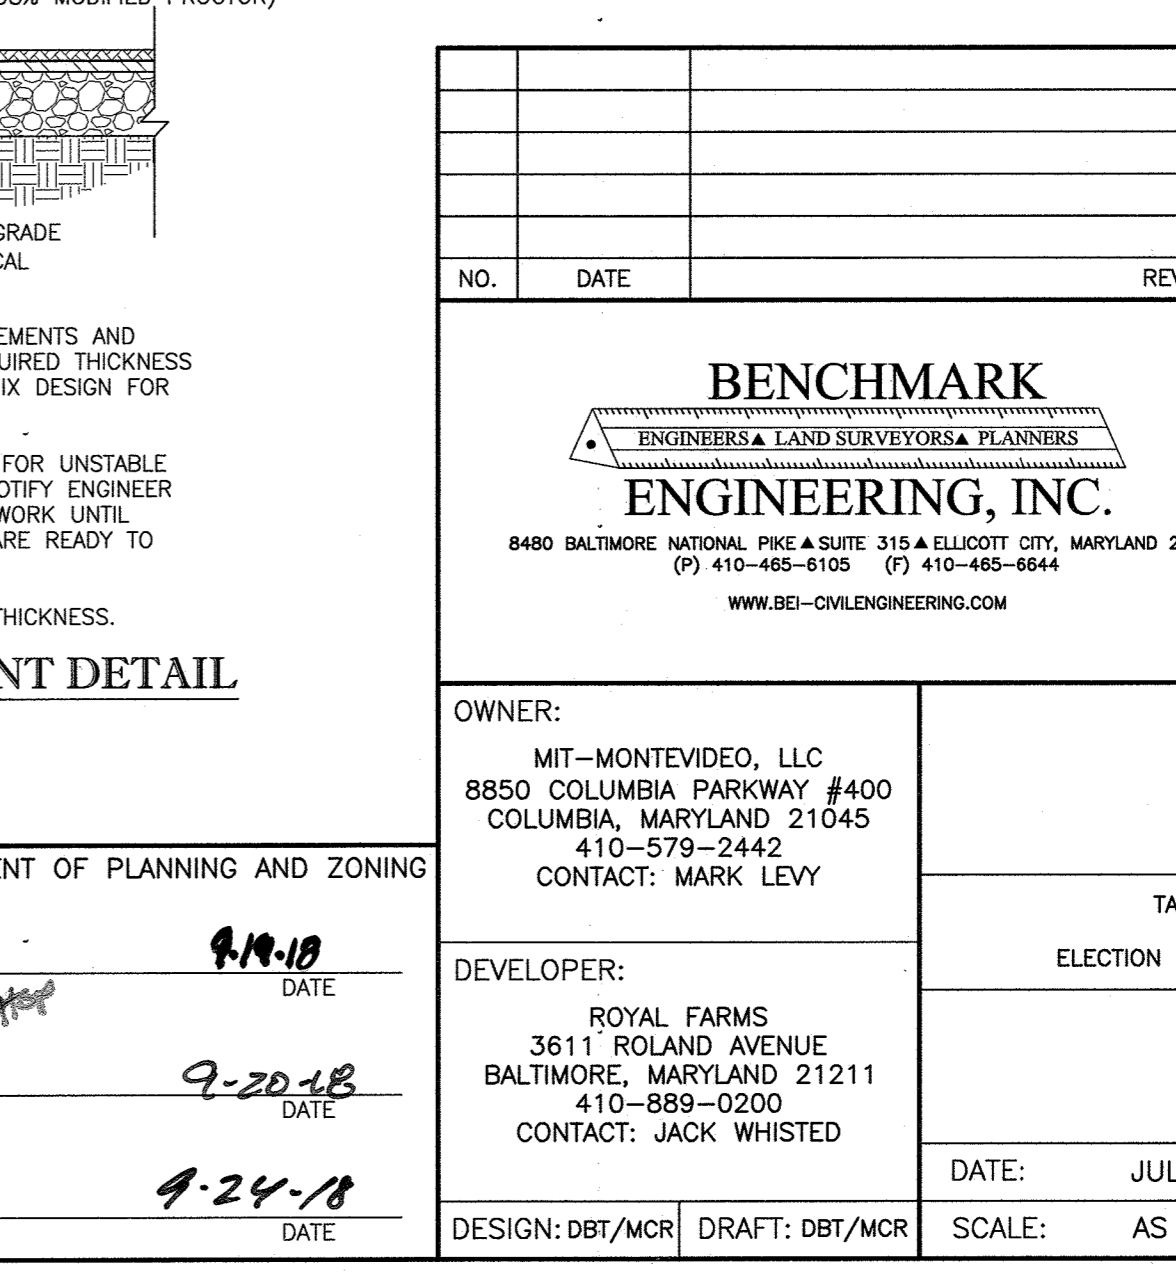 MODIFIED PROCTOR)
GRADE
CAL
EMENTS AND
UIRED THICKNESS
IX DESIGN FOR
FOR UNSTABLE
OTIFY ENGINEER
WORK UNTIL
ARE READY TO
THICKNESS.
NT DETAIL
ENT OF PLANNING AND ZONING
9.19.18
DATE
9-20-18
DATE
9-24-18
DATE
NO. DATE REV
BENCHMARK
ENGINEERS▲ LAND SURVEYORS▲ PLANNERS
ENGINEERING, INC.
8480 BALTIMORE NATIONAL PIKE▲SUITE 315▲ELLICOTT CITY, MARYLAND 2
(P) 410-465-6105 (F) 410-465-6644
WWW.BEI-CIVILENGINEERING.COM
OWNER:
MIT-MONTEVIDEO, LLC
8850 COLUMBIA PARKWAY #400
COLUMBIA, MARYLAND 21045
410-579-2442
CONTACT: MARK LEVY
DEVELOPER:
ROYAL FARMS
3611 ROLAND AVENUE
BALTIMORE, MARYLAND 21211
410-889-0200
CONTACT: JACK WHISTED
DESIGN: DBT/MCR DRAFT: DBT/MCR
TA
ELECTION
DATE: JUL
SCALE: AS